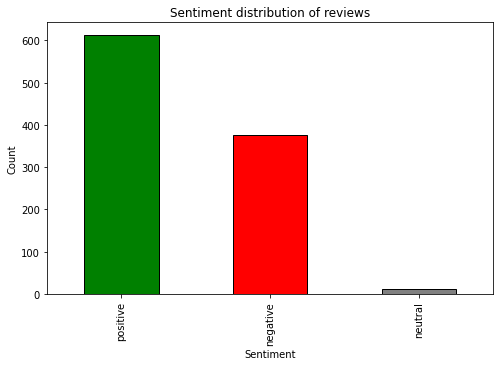 Sentiment distribution of reviews
Count
600
500
400
300
200
100
0
positive
negative
neutral
Sentiment